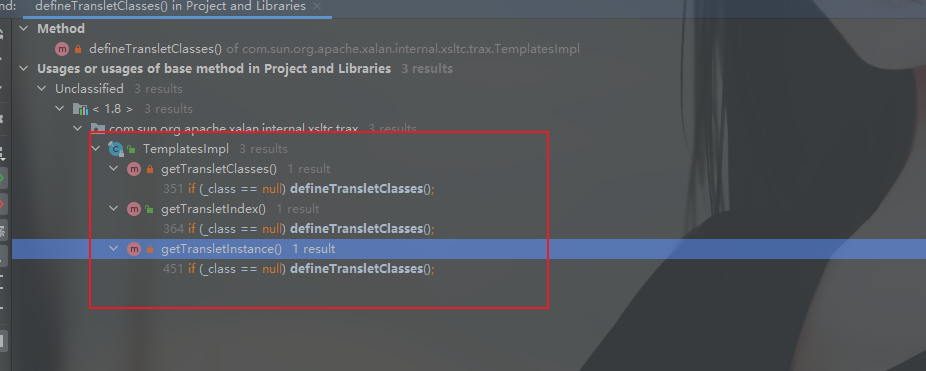 nd: defineTransletClasses() in Project and Libraries ×
Method
m defineTransletClasses() of com.sun.org.apache.xalan.internal.xsltc.trax.TemplatesImpl
Usages or usages of base method in Project and Libraries 3 results
Unclassified 3 results
< 1.8 > 3 results
com.sun.org.apache.xalan.internal.xsltc.trax 3 results
C TemplatesImpl 3 results
m getTransletClasses() 1 result
351 if (_class == null) defineTransletClasses();
m getTransletIndex() 1 result
364 if (_class == null) defineTransletClasses();
m getTransletInstance() 1 result
451 if (_class == null) defineTransletClasses();